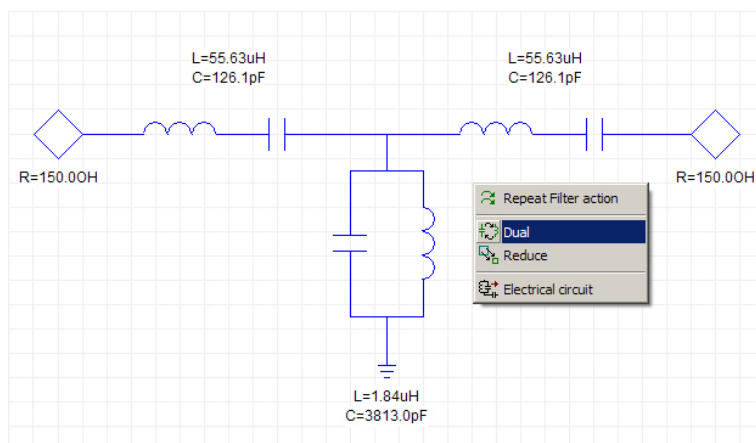 L=55.63uH
C=126.1pF
L=55.63uH
C=126.1pF
R=150.0OH
R=150.0OH
Repeat Filter action
Dual
Reduce
Electrical circuit
L=1.84uH
C=3813.0pF